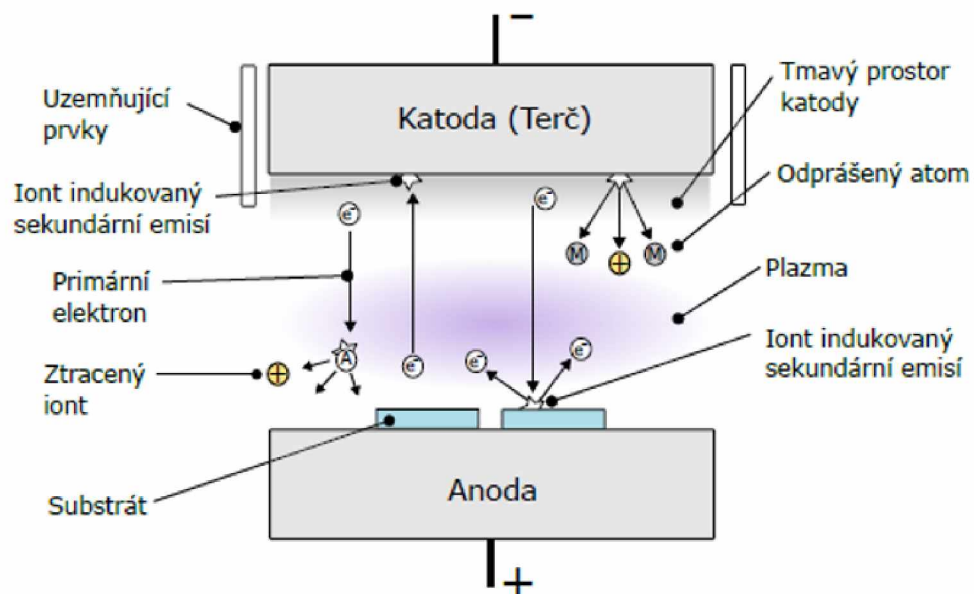 −
Uzemňující
prvky
Katoda (Terč)
Tmavý prostor
katody
Iont indukovaný
sekundární emisí
Odprášený atom
e⁻
e⁻
M
+
M
Primární
elektron
Plazma
A
e⁻
e⁻
e⁻
Iont indukovaný
sekundární emisí
Ztracený
iont
+
Substrát
Anoda
+